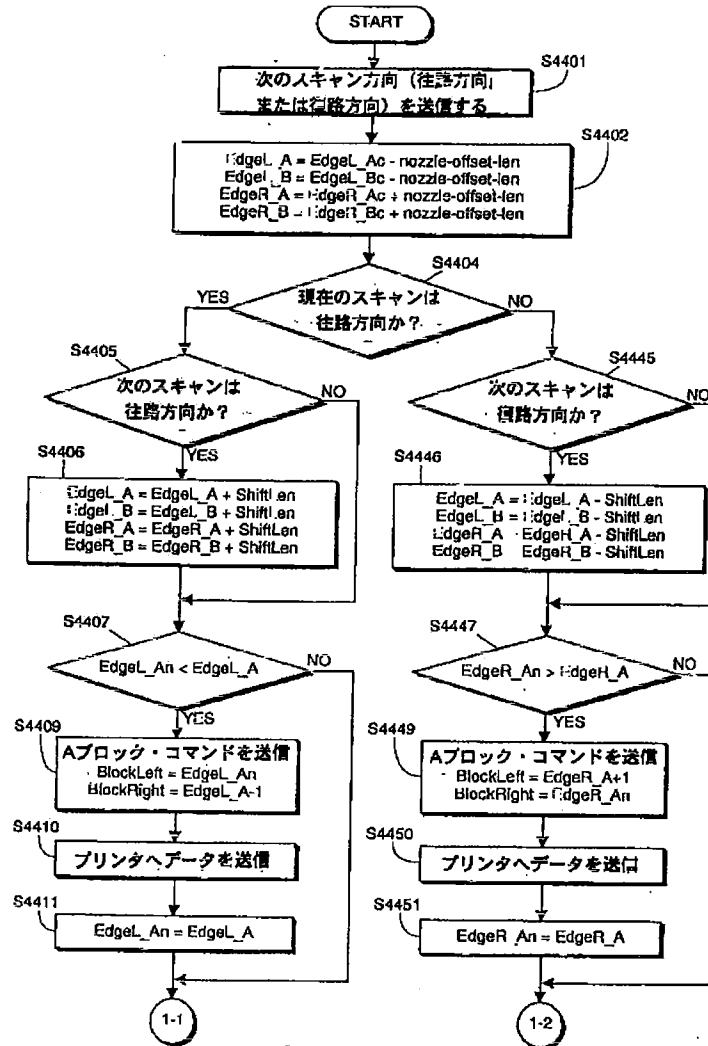 START
S4401
次のスキャン方向（往路方向
または復路方向）を送信する
S4402
EdgeL_A = EdgeL_Ac - nozzle-offset-len
EdgeL_B = EdgeL_Bc - nozzle-offset-len
EdgeR_A = EdgeR_Ac + nozzle-offset-len
EdgeR_B = EdgeR_Bc + nozzle-offset-len
S4404
YES
現在のスキャンは
往路方向か？
NO
S4405
次のスキャンは
往路方向か？
NO
YES
S4445
次のスキャンは
復路方向か？
NO
YES
S4406
EdgeL_A = EdgeL_A + ShiftLen
EdgeL_B = EdgeL_B + ShiftLen
EdgeR_A = EdgeR_A + ShiftLen
EdgeR_B = EdgeR_B + ShiftLen
S4446
EdgeL_A = EdgeL_A - ShiftLen
EdgeL_B = EdgeL_B - ShiftLen
EdgeR_A EdgeR_A - ShiftLen
EdgeR_B EdgeR_B - ShiftLen
S4407
EdgeL_An < EdgeL_A
NO
YES
S4447
EdgeR_An > EdgeR_A
NO
YES
S4409
Aブロック・コマンドを送信
BlockLeft = EdgeL_An
BlockRight = EdgeL_A-1
S4449
Aブロック・コマンドを送信
BlockLeft = EdgeR_A+1
BlockRight = EdgeR_An
S4410
プリンタへデータを送信
S4450
プリンタへデータを送信
S4411
EdgeL_An = EdgeL_A
S4451
EdgeR_An = EdgeR_A
1-1
1-2